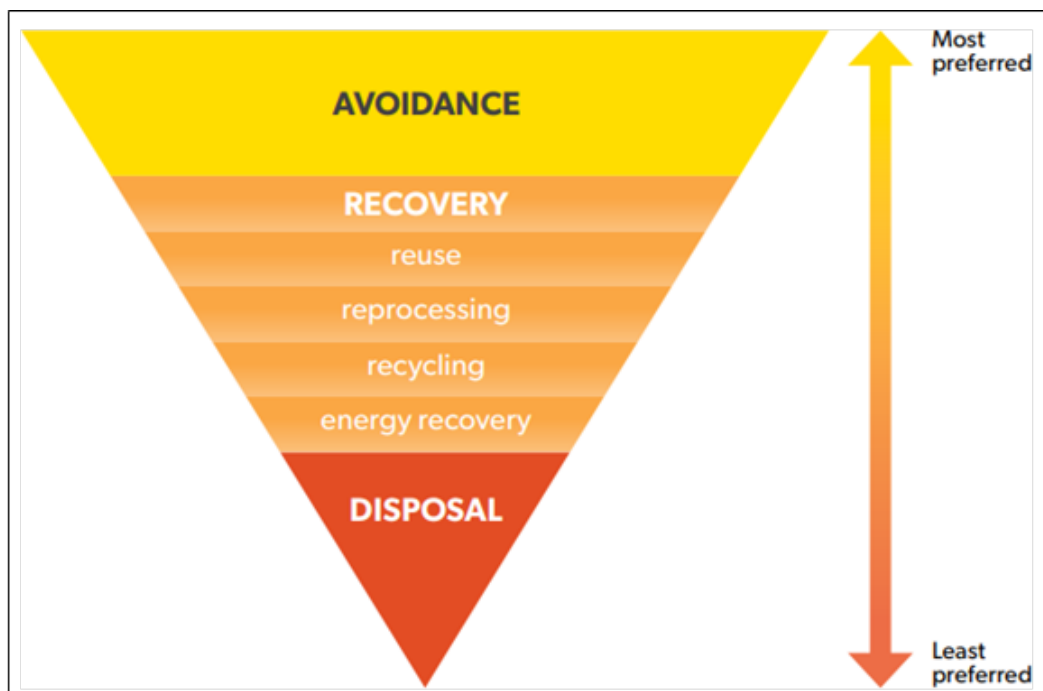 Most
preferred
AVOIDANCE
RECOVERY
reuse
reprocessing
recycling
energy recovery
DISPOSAL
Least
preferred